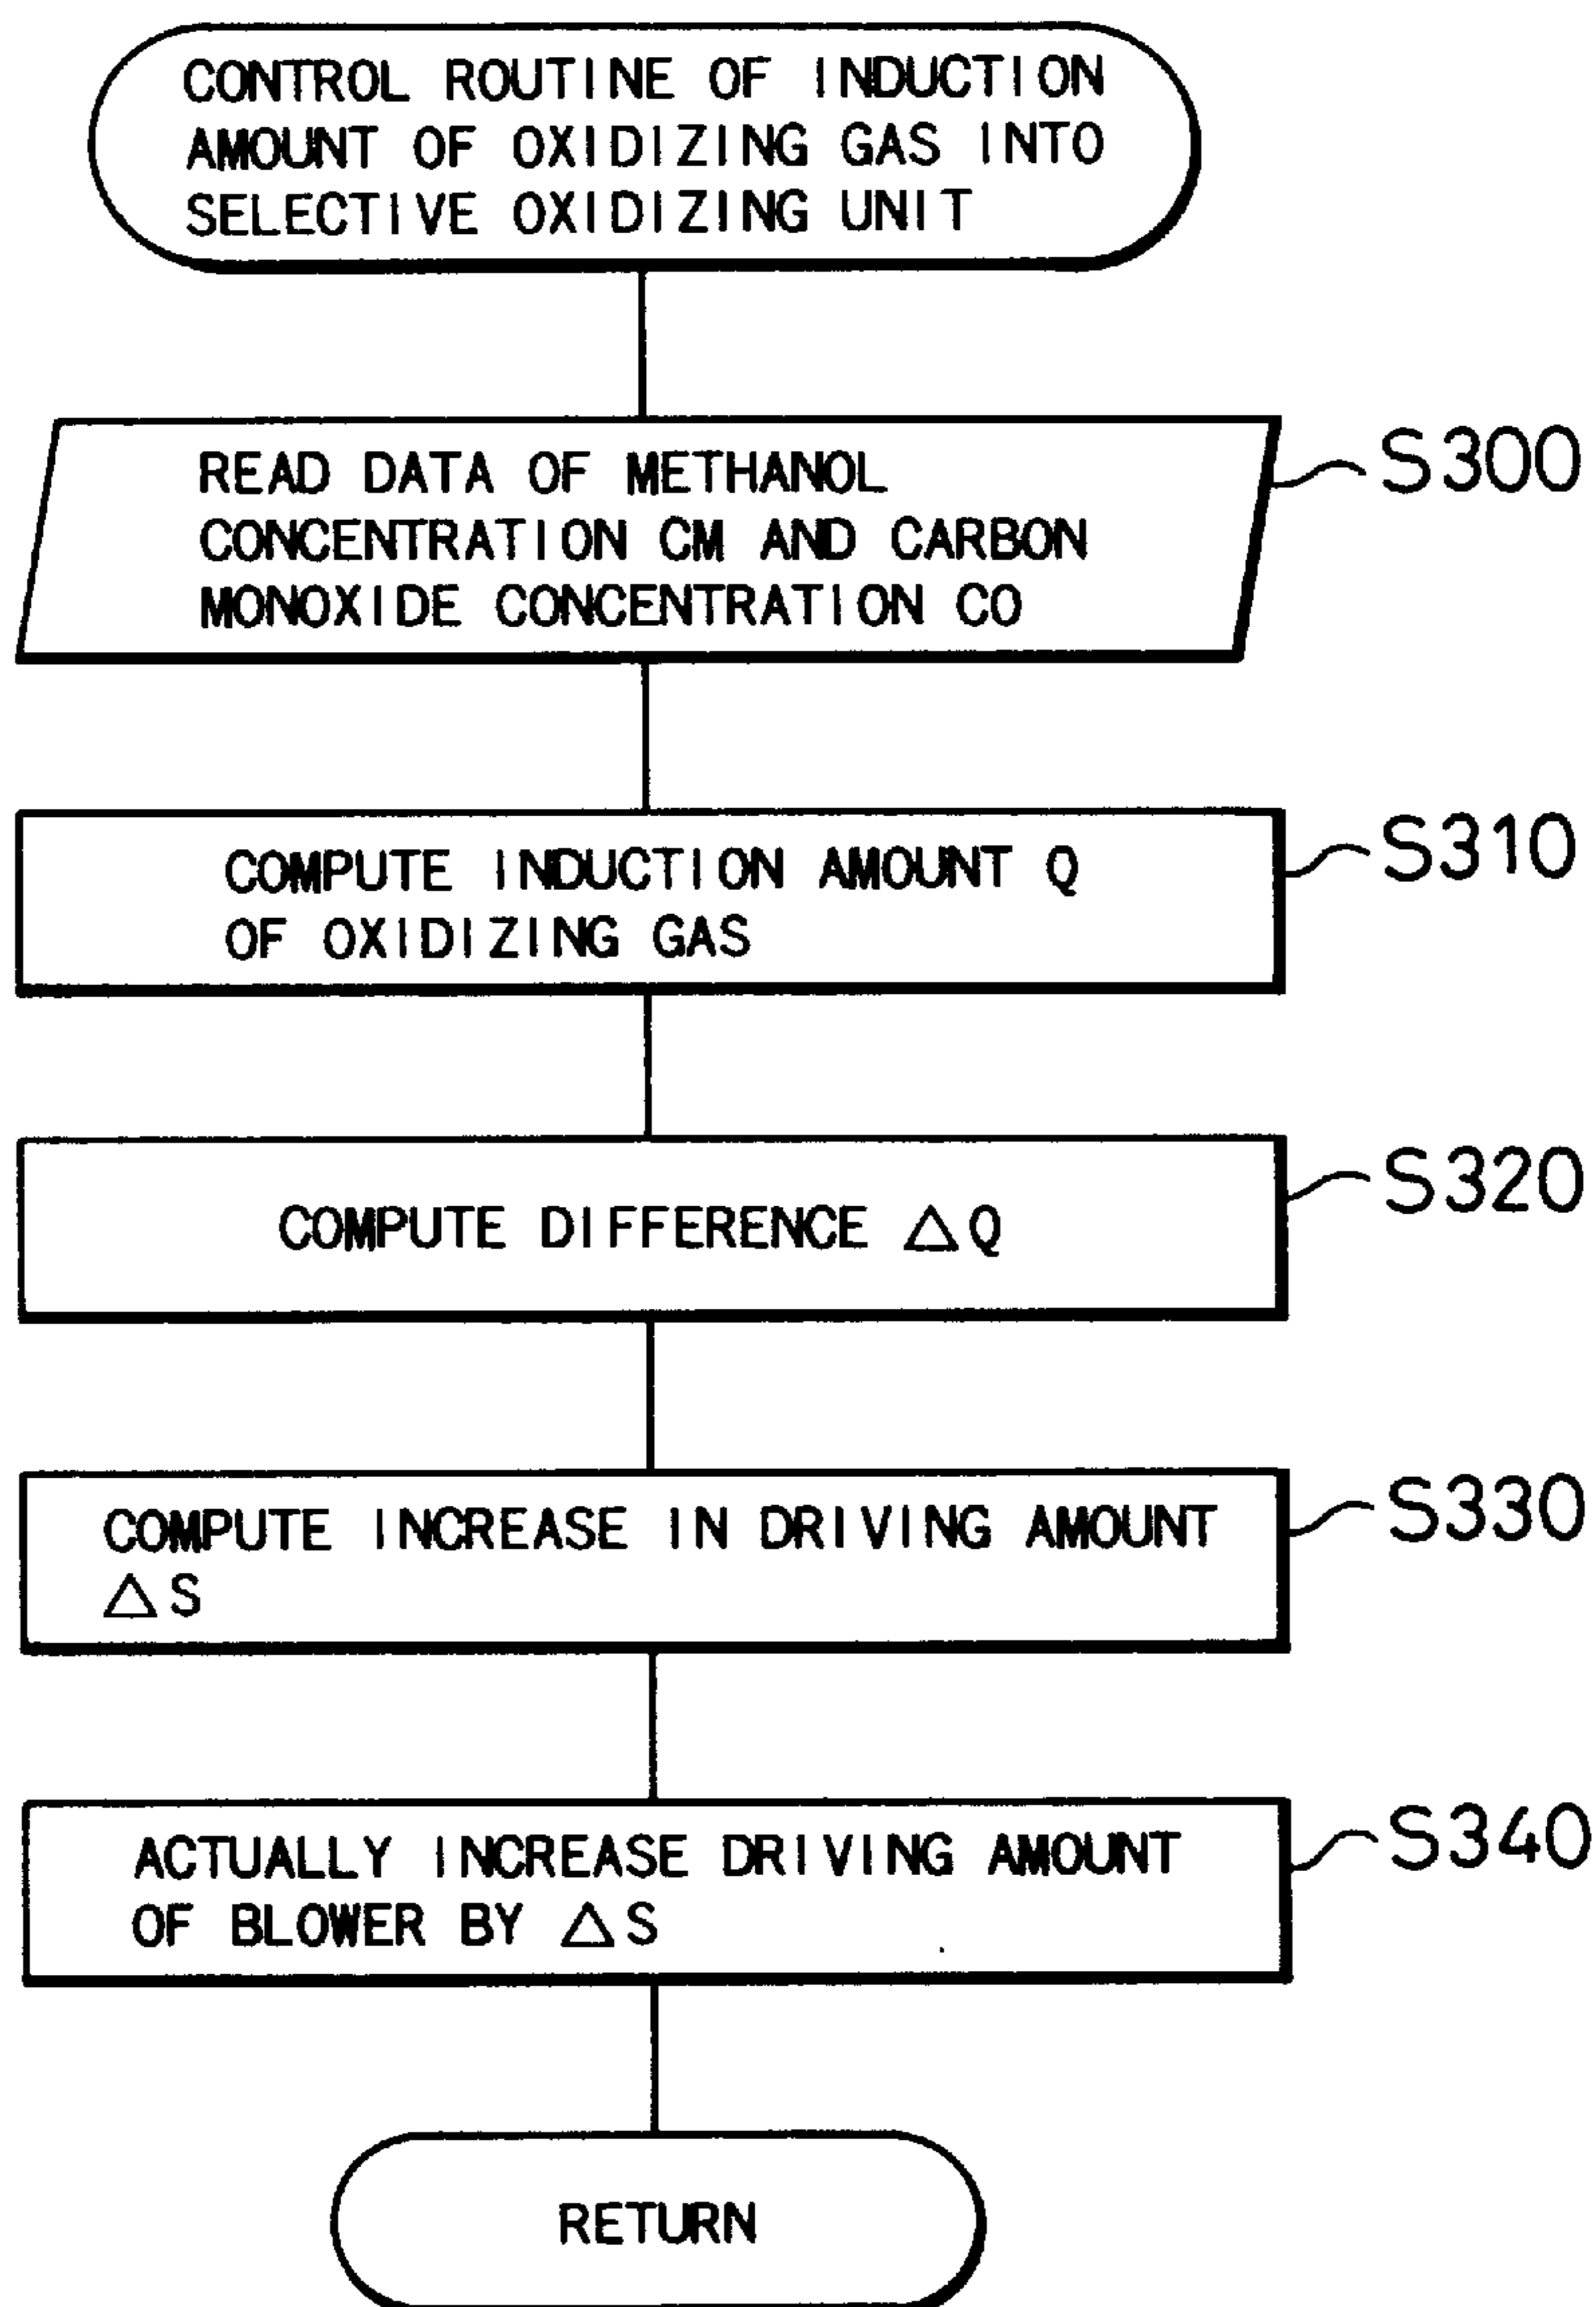 CONTROL ROUTINE OF INDUCTION
AMOUNT OF OXIDIZING GAS INTO
SELECTIVE OXIDIZING UNIT
READ DATA OF METHANOL
CONCENTRATION CM AND CARBON
MONOXIDE CONCENTRATION CO
S300
COMPUTE INDUCTION AMOUNT Q
OF OXIDIZING GAS
S310
COMPUTE DIFFERENCE △Q
S320
COMPUTE INCREASE IN DRIVING AMOUNT
△S
S330
ACTUALLY INCREASE DRIVING AMOUNT
OF BLOWER BY △S
S340
RETURN